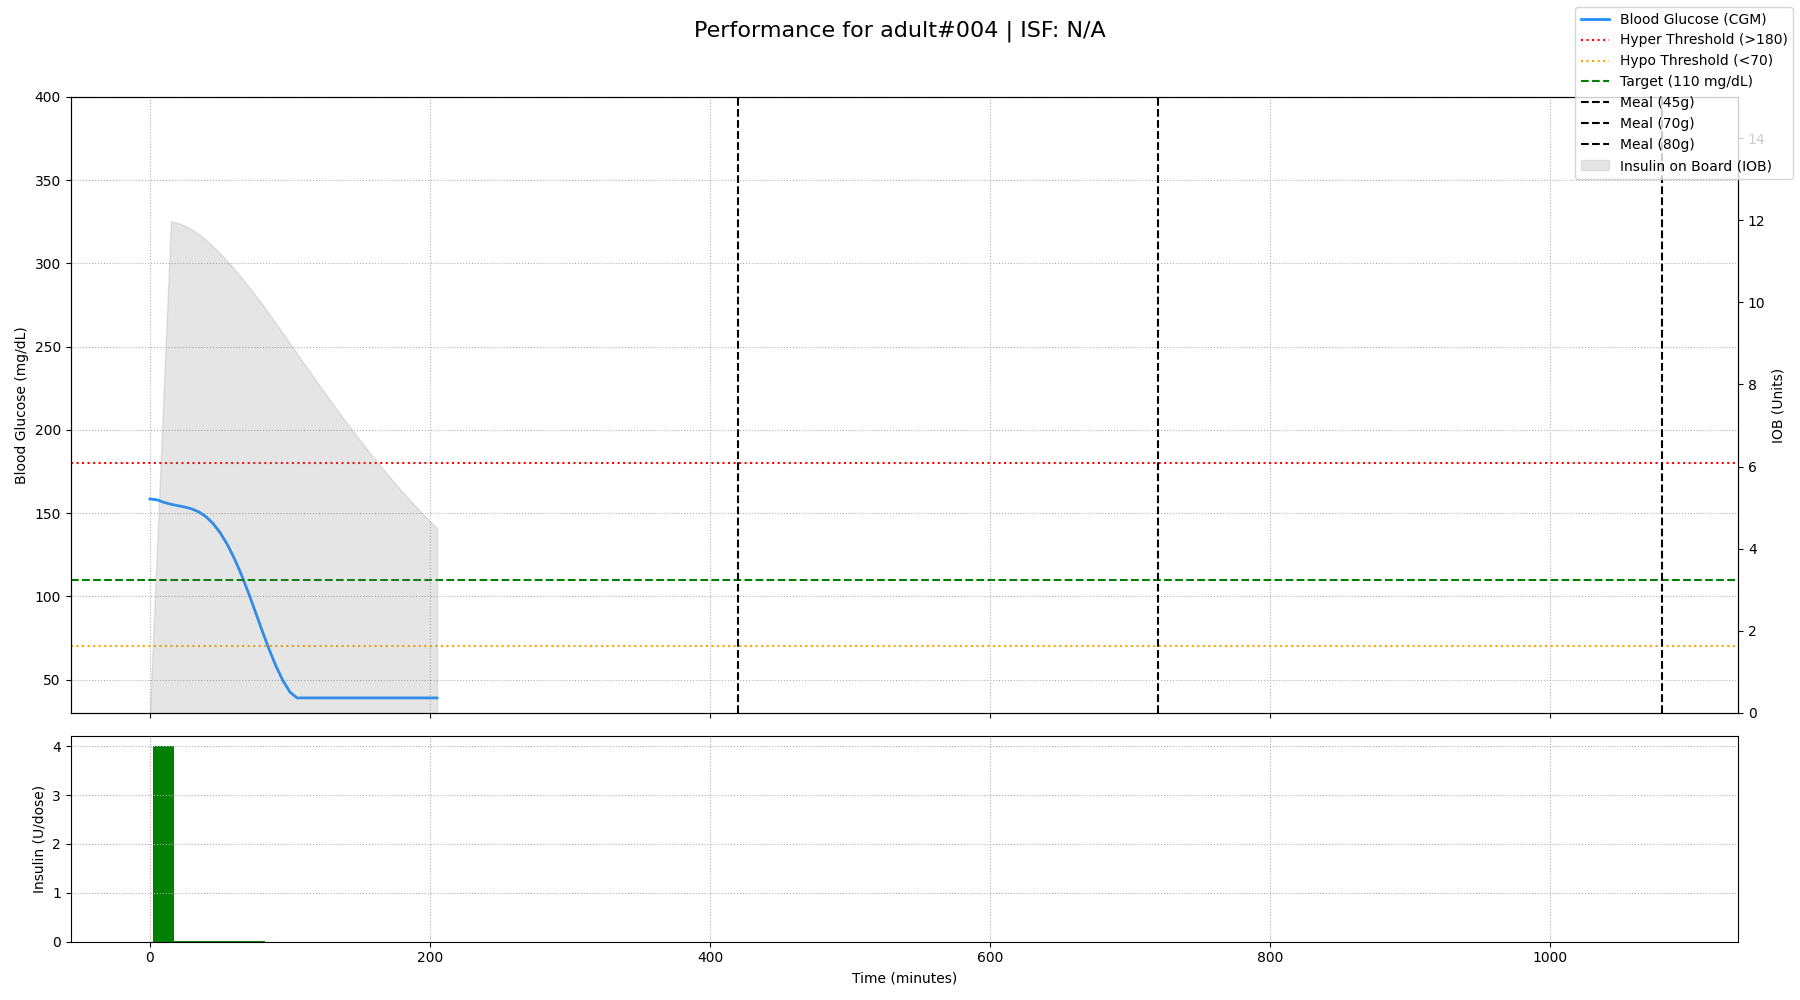 Performance for adult#004 | ISF: N/A
Blood Glucose (CGM)
Hyper Threshold (>180)
Hypo Threshold (<70)
Target (110 mg/dL)
Meal (45g)
Meal (70g)
Meal (80g)
Insulin on Board (IOB)
Blood Glucose (mg/dL)
400
350
300
250
200
150
100
50
IOB (Units)
14
12
10
8
6
4
2
0
Insulin (U/dose)
4
3
2
1
0
0
200
400
600
800
1000
Time (minutes)